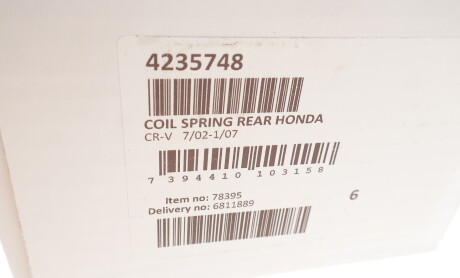 4235748
COIL SPRING REAR HONDA
CR-V 7/02-1/07
7 394410 103158
Item no: 78395
Delivery no: 6811889
6